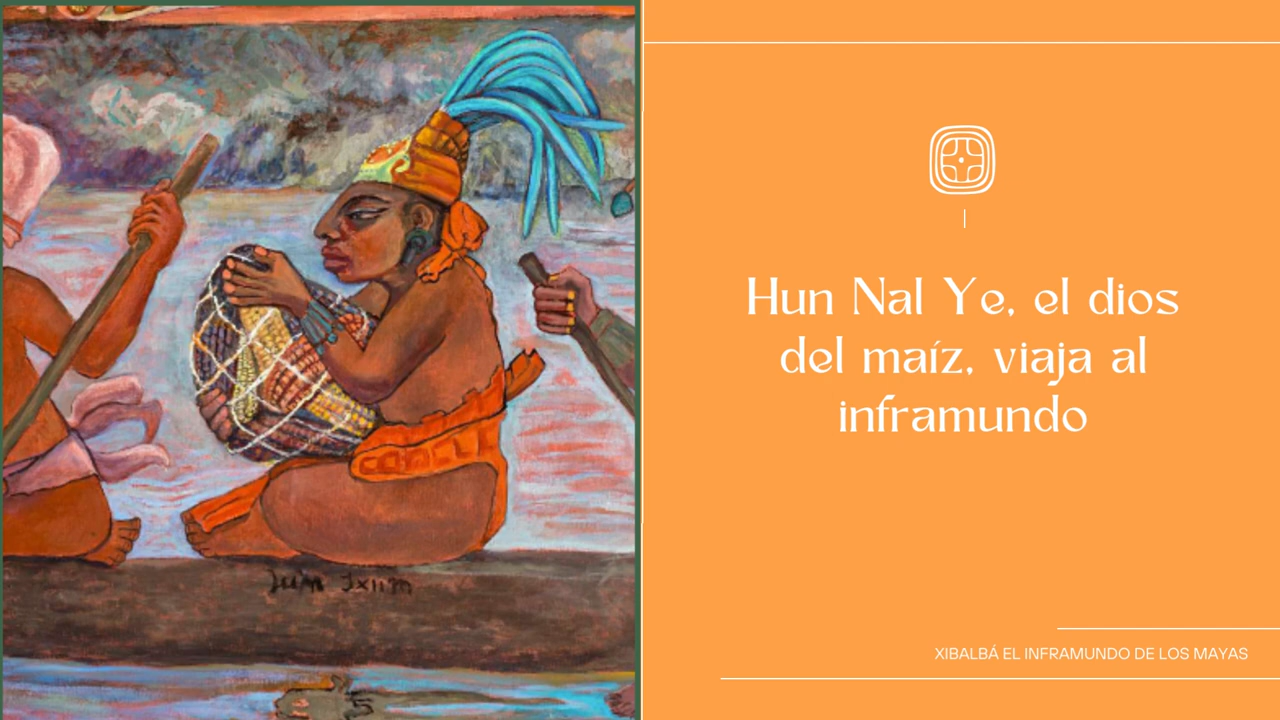 Hun Nal Ye, el dios
del maíz, viaja al
inframundo
XIBALBÁ EL INFRAMUNDO DE LOS MAYAS